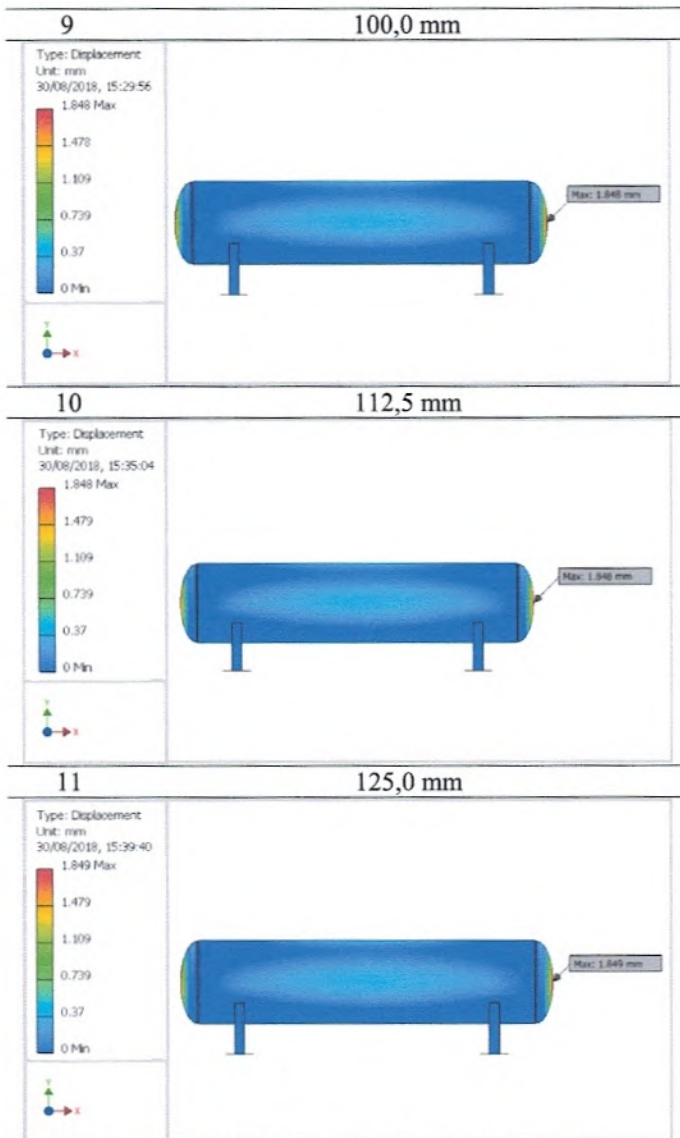 9 100,0 mm
Type: Displacement
Unit: mm
30/08/2018, 15:29:56
1.848 Max
1.478
1.109
0.739
0.37
0 Min
Max: 1.848 mm
Y
X
10 112,5 mm
Type: Displacement
Unit: mm
30/08/2018, 15:35:04
1.848 Max
1.479
1.109
0.739
0.37
0 Min
Max: 1.848 mm
Y
X
11 125,0 mm
Type: Displacement
Unit: mm
30/08/2018, 15:39:40
1.849 Max
1.479
1.109
0.739
0.37
0 Min
Max: 1.849 mm
Y
X